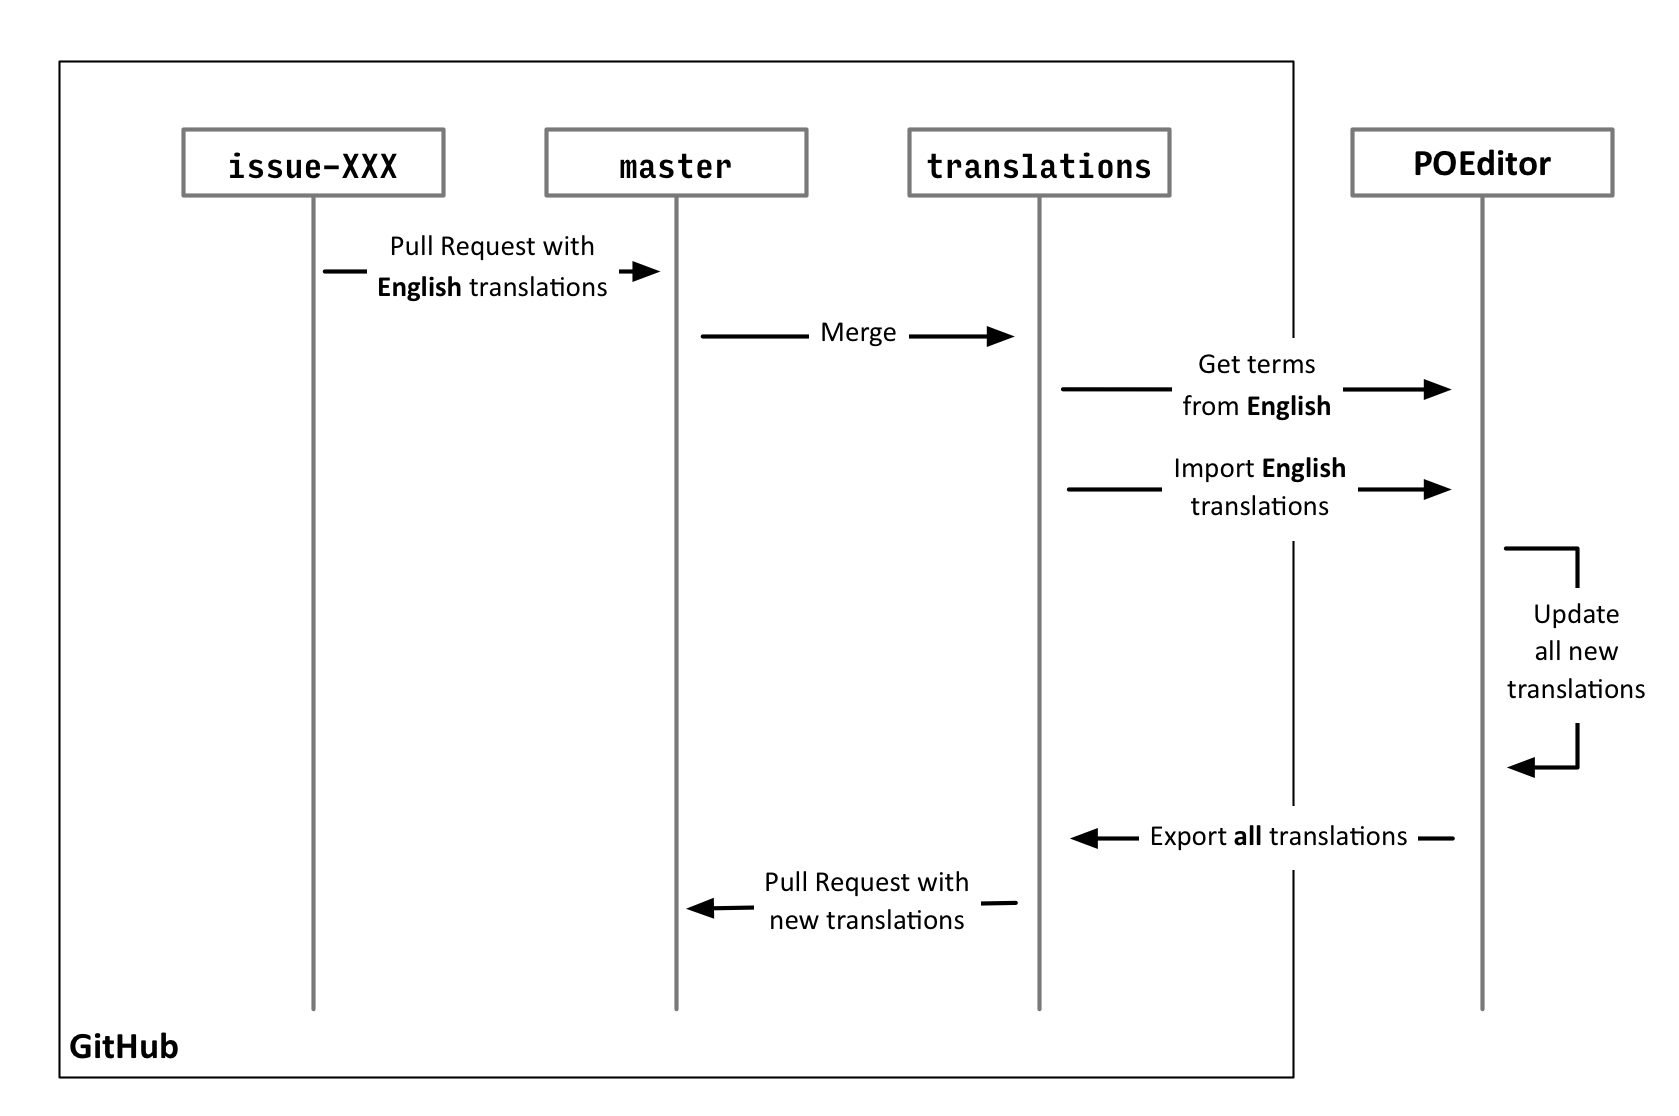 issue-XXX
master
translations
POEditor
Pull Request with
English translations
Merge
Get terms
from English
Import English
translations
Update
all new
translations
Export all translations
Pull Request with
new translations
GitHub